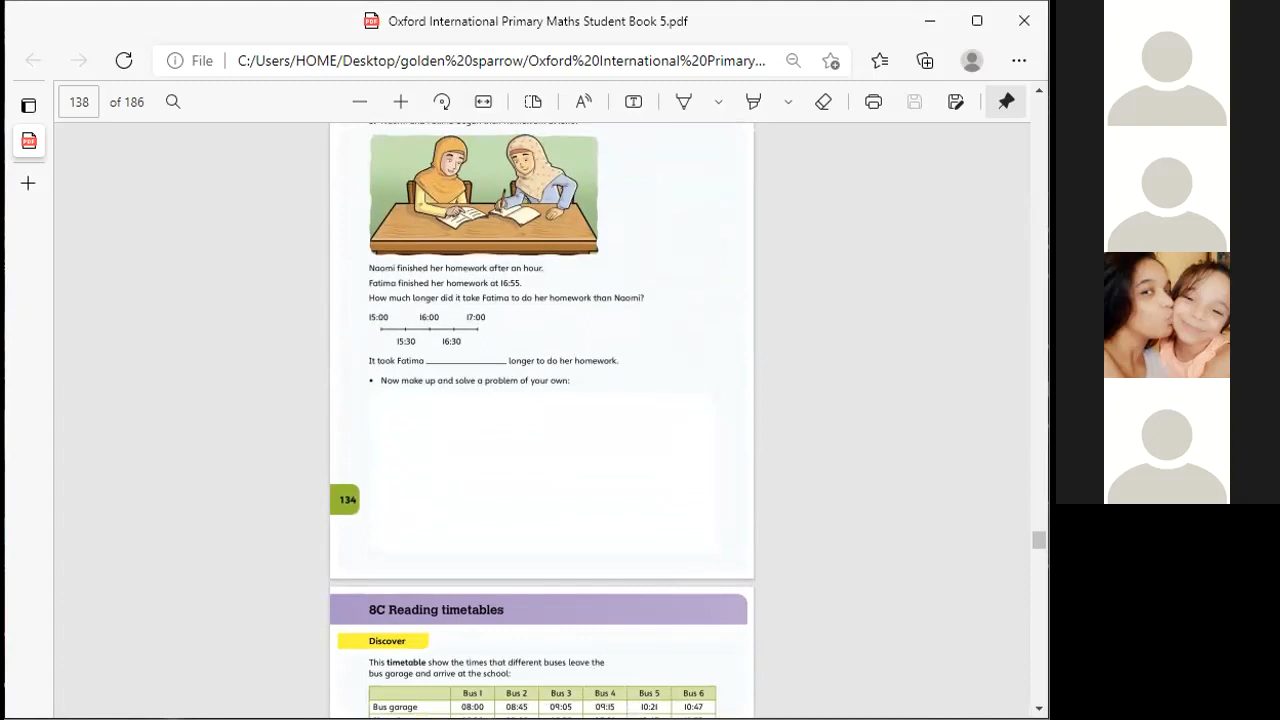 Oxford International Primary Maths Student Book 5.pdf
File C:/Users/HOME/Desktop/golden%20sparrow/Oxford%20International%20Primary...
138 of 186
Naomi finished her homework after an hour.
Fatima finished her homework at 16:55.
How much longer did it take Fatima to do her homework than Naomi?
15:00 16:00 17:00
15:30 16:30
It took Fatima ________________ longer to do her homework.
• Now make up and solve a problem of your own:
134
8C Reading timetables
Discover
This timetable show the times that different buses leave the
bus garage and arrive at the school:
Bus 1 Bus 2 Bus 3 Bus 4 Bus 5 Bus 6
Bus garage 08:00 08:45 09:05 09:15 10:21 10:47